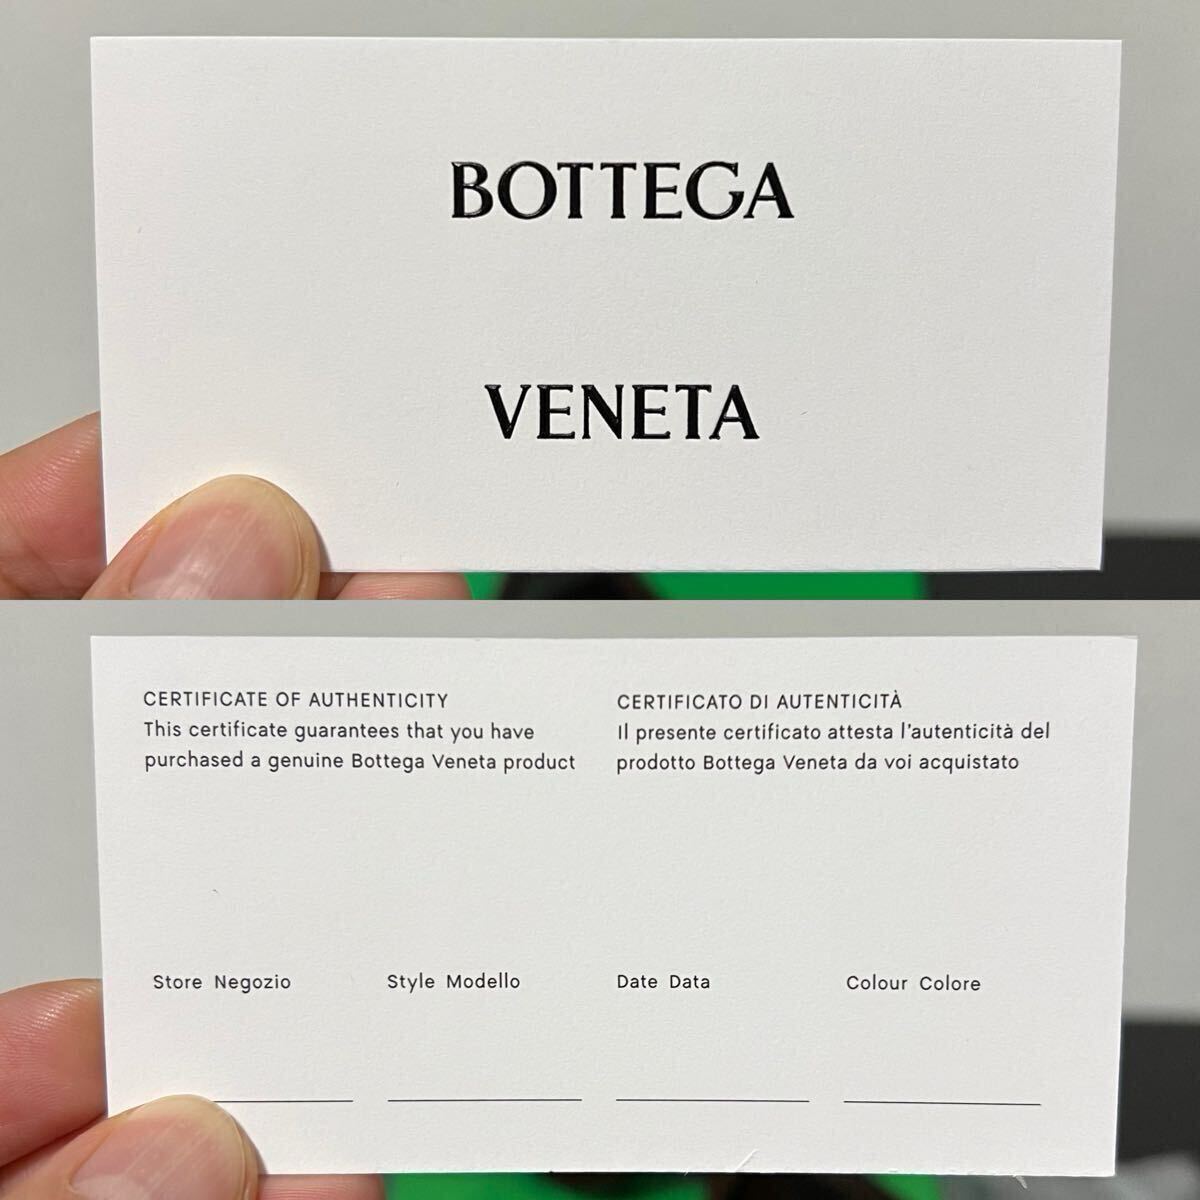 BOTTEGA
VENETA
CERTIFICATE OF AUTHENTICITY
This certificate guarantees that you have
purchased a genuine Bottega Veneta product
CERTIFICATO DI AUTENTICITÀ
Il presente certificato attesta l'autenticità del
prodotto Bottega Veneta da voi acquistato
Store Negozio
Style Modello
Date Data
Colour Colore